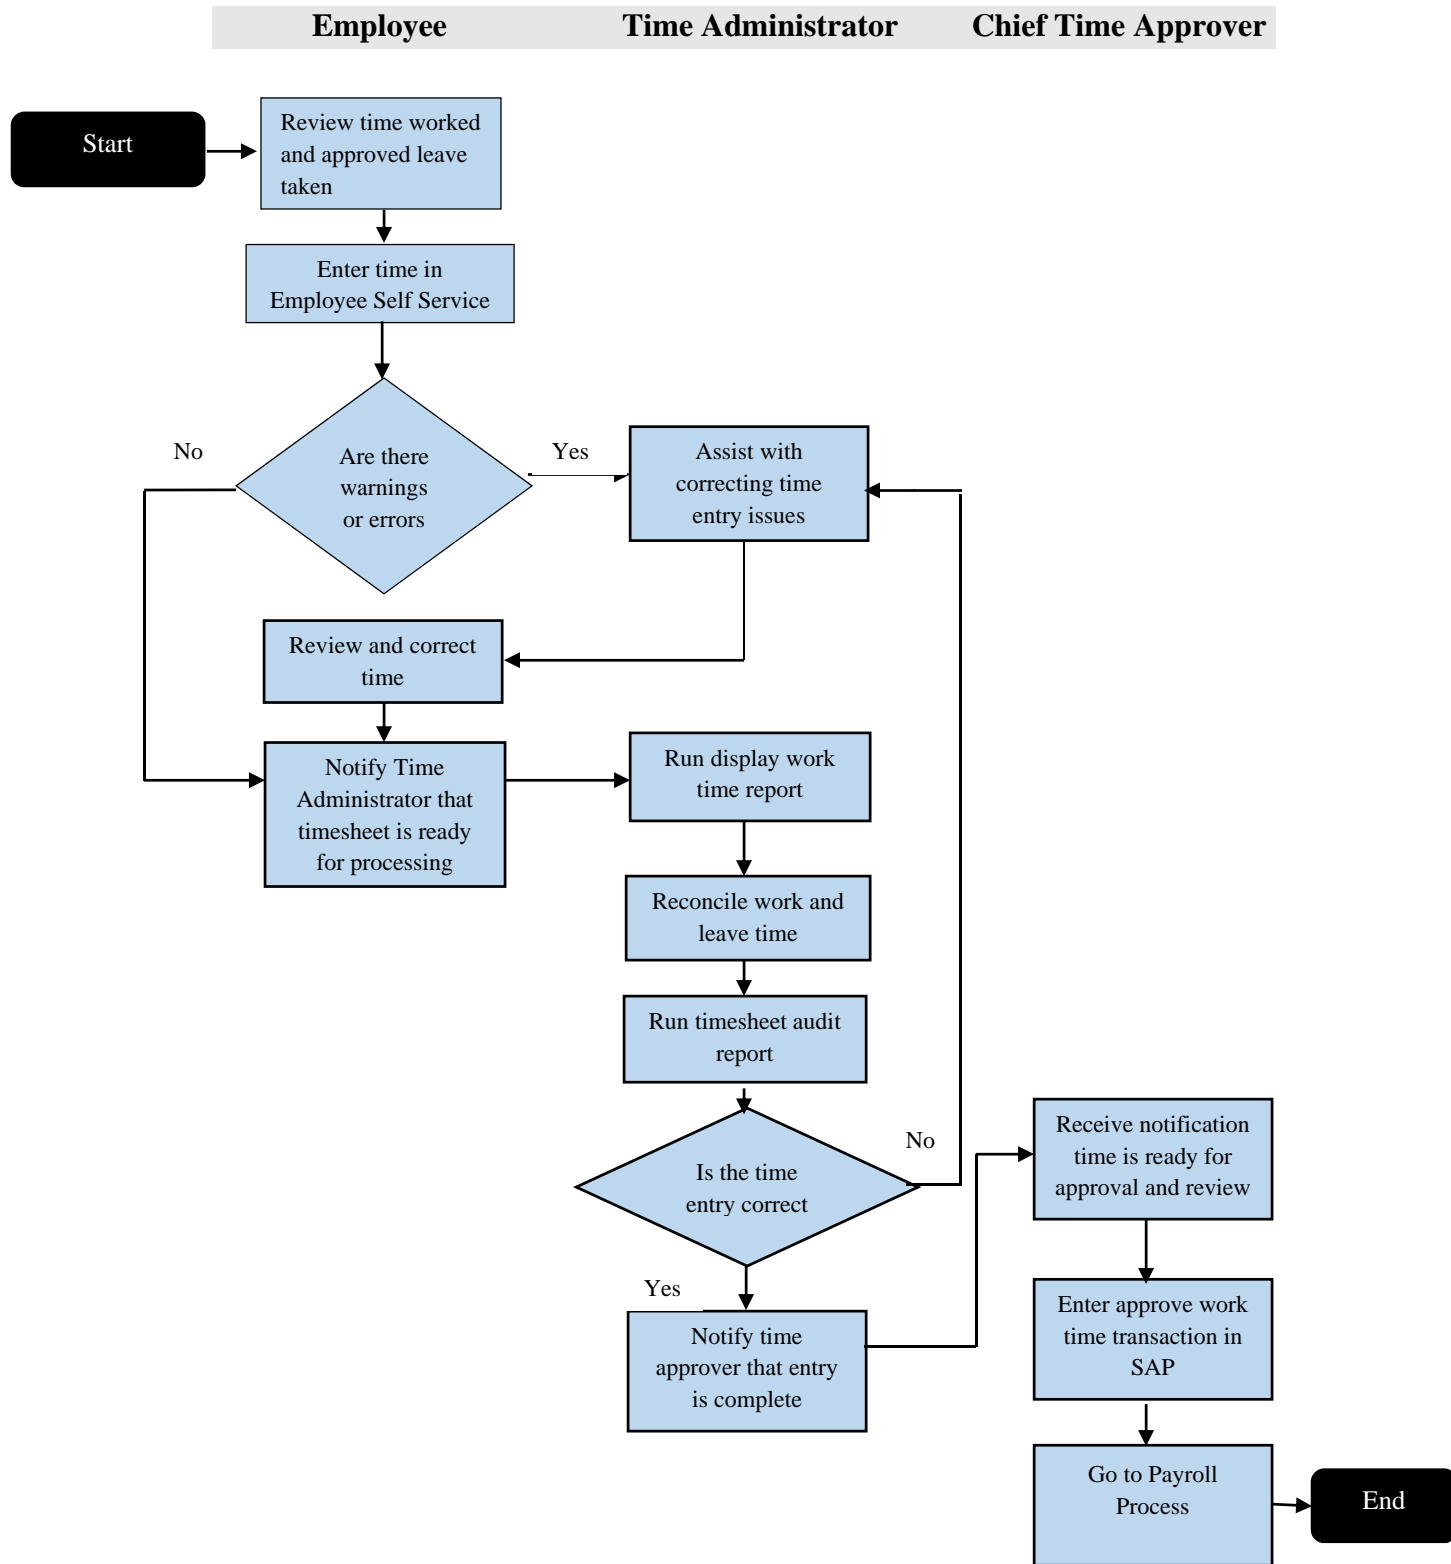 Employee
Time Administrator
Chief Time Approver
Start
Review time worked
and approved leave
taken
Enter time in
Employee Self Service
No
Are there
warnings
or errors
Yes
Assist with
correcting time
entry issues
Review and correct
time
Notify Time
Administrator that
timesheet is ready
for processing
Run display work
time report
Reconcile work and
leave time
Run timesheet audit
report
Is the time
entry correct
No
Yes
Notify time
approver that entry
is complete
Receive notification
time is ready for
approval and review
Enter approve work
time transaction in
SAP
Go to Payroll
Process
End